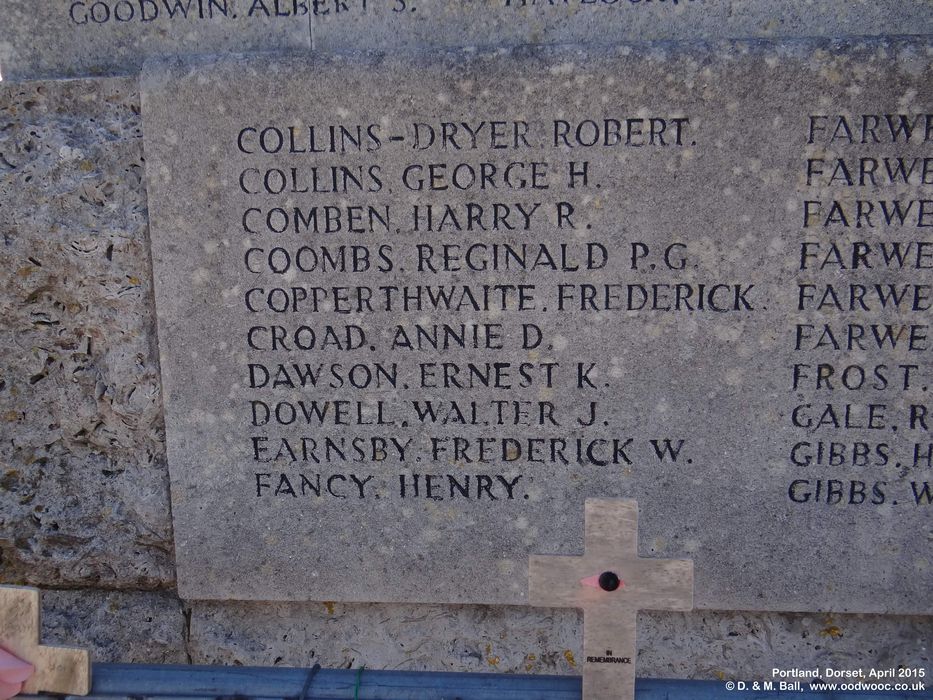 GOODWIN. ALBERT S.
COLLINS-DRYER. ROBERT.
COLLINS. GEORGE H.
COMBEN. HARRY R.
COOMBS. REGINALD P.G.
COPPERTHWAITE. FREDERICK.
CROAD. ANNIE D.
DAWSON. ERNEST K.
DOWELL. WALTER J.
EARNSBY. FREDERICK W.
FANCY. HENRY.
FARWE
FARWE
FARWE
FARWE
FARWE
FARWE
FROST.
GALE. R
GIBBS. H
GIBBS. W
IN
REMEMBRANCE
Portland, Dorset, April 2015
© D. & M. Ball, www.oodwooc.co.uk